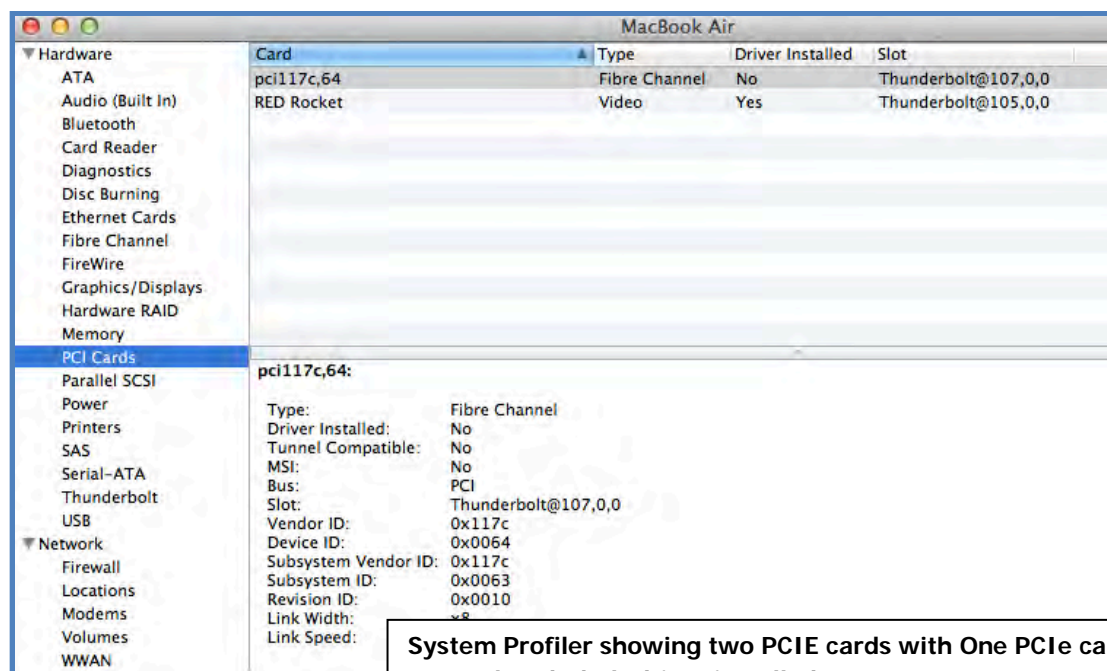 MacBook Air
Hardware
ATA
Audio (Built In)
Bluetooth
Card Reader
Diagnostics
Disc Burning
Ethernet Cards
Fibre Channel
FireWire
Graphics/Displays
Hardware RAID
Memory
PCI Cards
Parallel SCSI
Power
Printers
SAS
Serial-ATA
Thunderbolt
USB
Network
Firewall
Locations
Modems
Volumes
WWAN
Card Type Driver Installed Slot
pci117c,64 Fibre Channel No Thunderbolt@107,0,0
RED Rocket Video Yes Thunderbolt@105,0,0
pci117c,64:
Type: Fibre Channel
Driver Installed: No
Tunnel Compatible: No
MSI: No
Bus: PCI
Slot: Thunderbolt@107,0,0
Vendor ID: 0x117c
Device ID: 0x0064
Subsystem Vendor ID: 0x117c
Subsystem ID: 0x0063
Revision ID: 0x0010
Link Width: x8
Link Speed:
System Profiler showing two PCIE cards with One PCIe ca